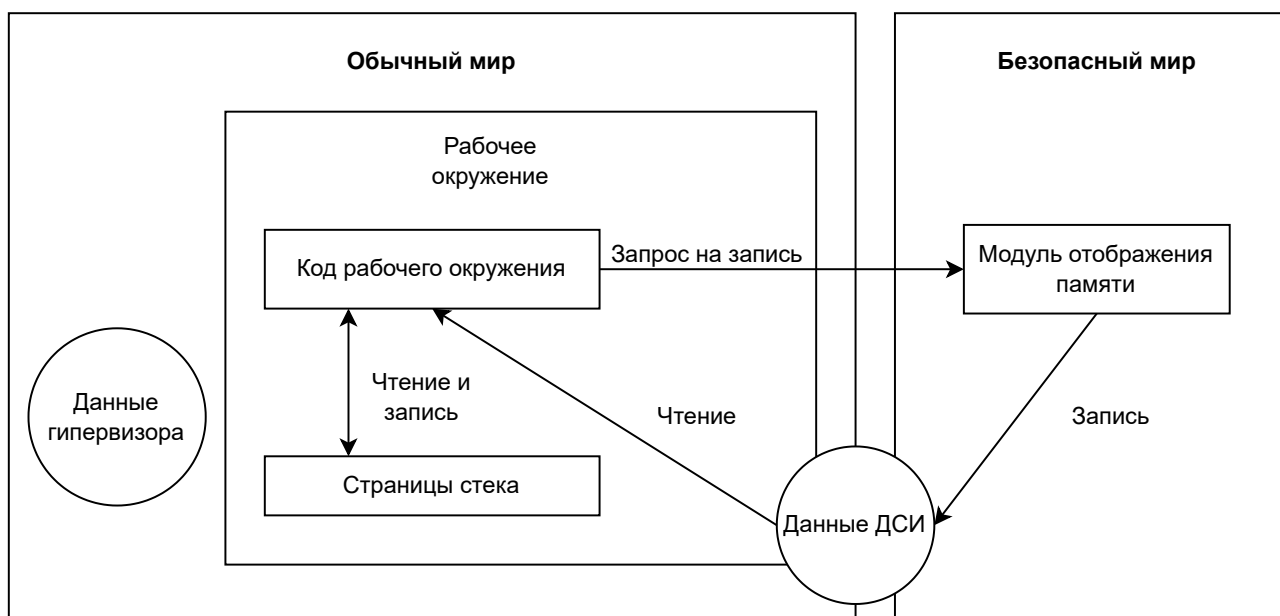 Обычный мир
Безопасный мир
Рабочее
окружение
Код рабочего окружения
Запрос на запись
Модуль отображения
памяти
Данные
гипервизора
Чтение и
запись
Чтение
Запись
Страницы стека
Данные ДСИ